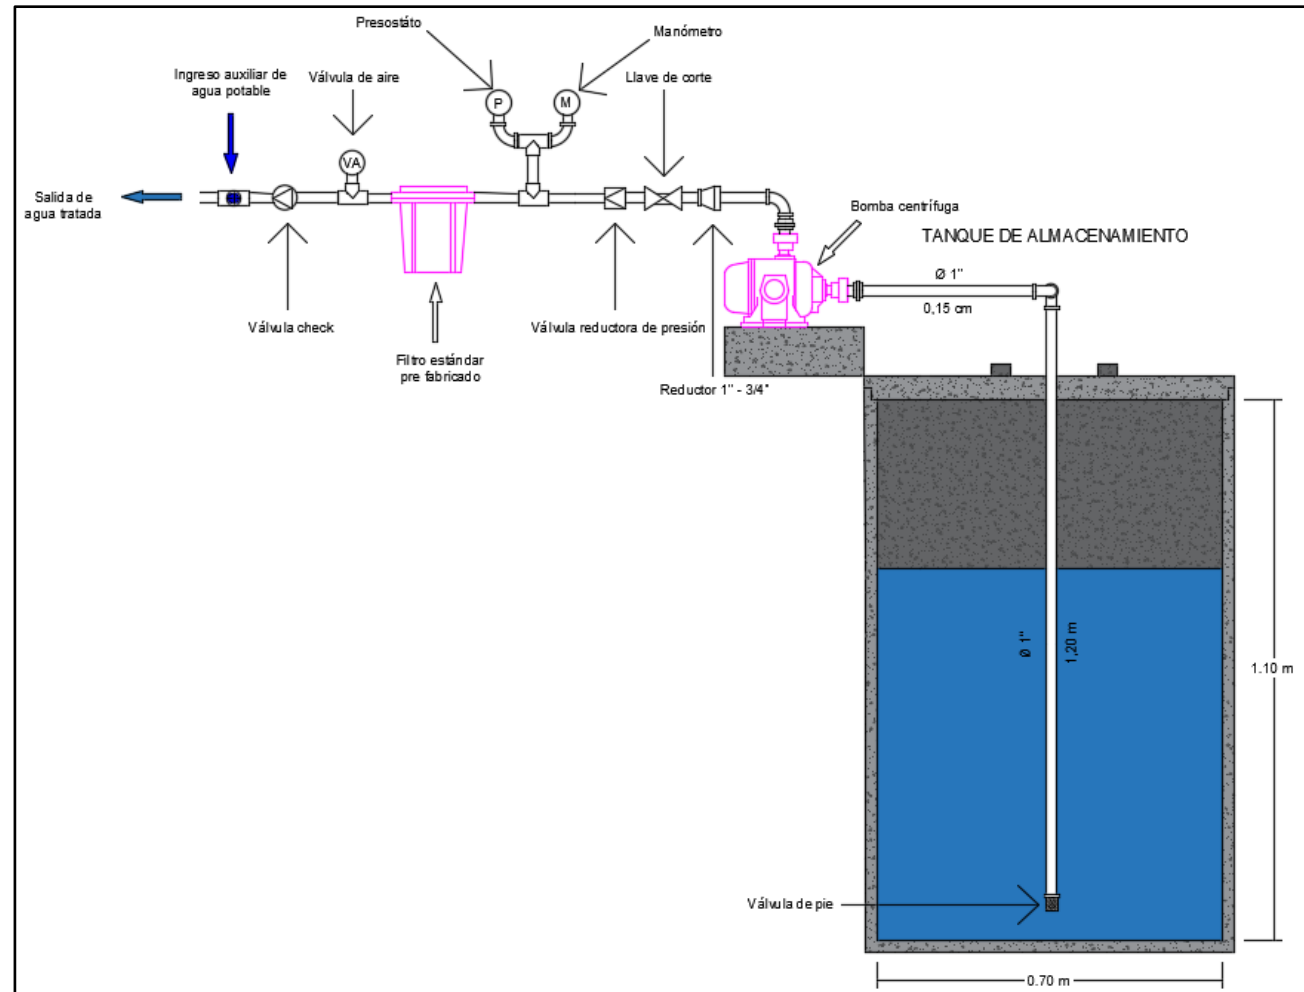 Presostáto
Manómetro
Ingreso auxiliar de
agua potable
Válvula de aire
Llave de corte
P
M
VA
Salida de
agua tratada
Bomba centrífuga
TANQUE DE ALMACENAMIENTO
Ø 1"
0,15 cm
Válvula check
Válvula reductora de presión
Filtro estándar
pre fabricado
Reductor 1" - 3/4"
Ø 1"
1,20 m
1.10 m
Válvula de pie
0.70 m